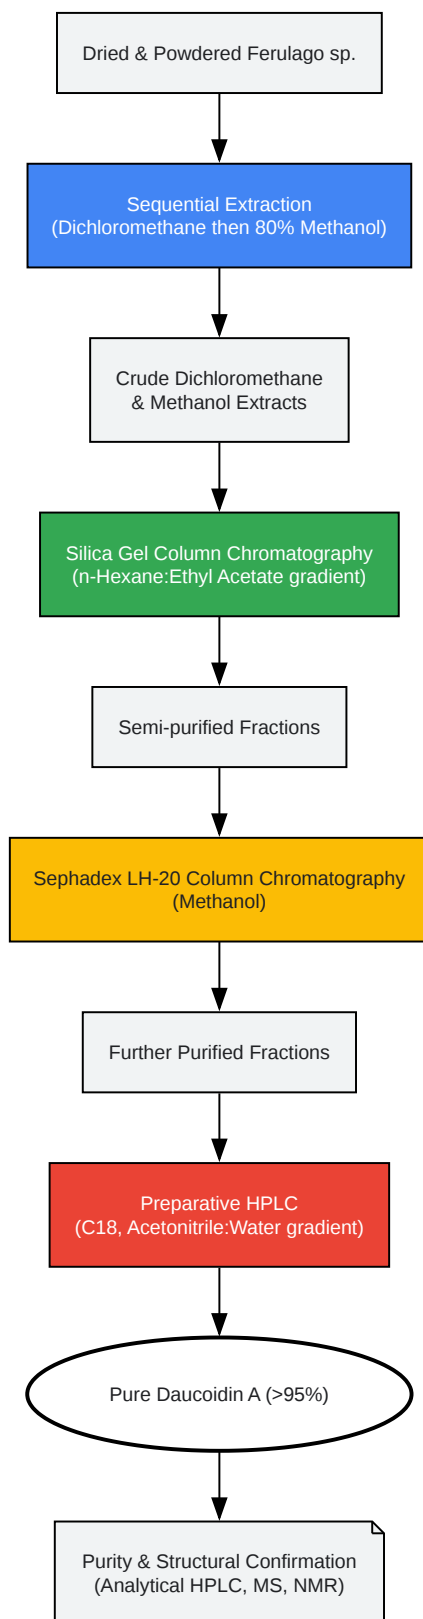 Dried & Powdered Ferulago sp.
Sequential Extraction
(Dichloromethane then 80% Methanol)
Crude Dichloromethane
& Methanol Extracts
Silica Gel Column Chromatography
(n-Hexane:Ethyl Acetate gradient)
Semi-purified Fractions
Sephadex LH-20 Column Chromatography
(Methanol)
Further Purified Fractions
Preparative HPLC
(C18, Acetonitrile:Water gradient)
Pure Daucoidin A (>95%)
Purity & Structural Confirmation
(Analytical HPLC, MS, NMR)